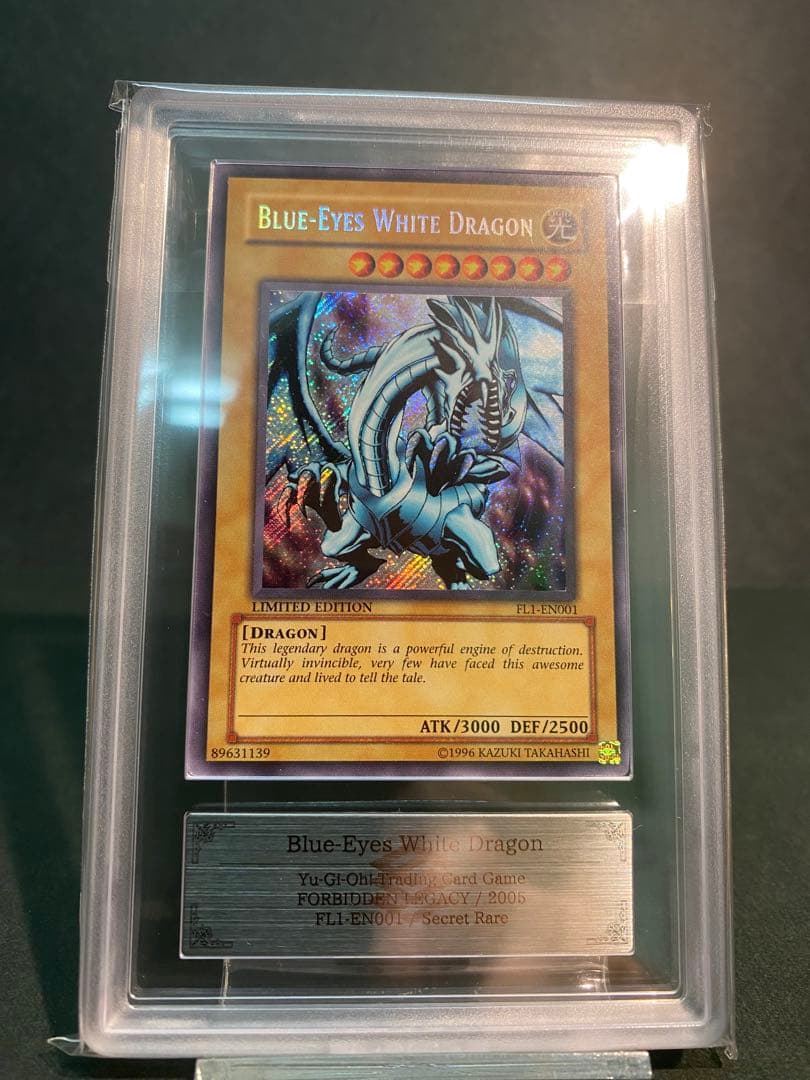 BLUE-EYES WHITE DRAGON 光
LIMITED EDITION FL1-EN001
[DRAGON]
This legendary dragon is a powerful engine of destruction.
Virtually invincible, very few have faced this awesome
creature and lived to tell the tale.
ATK/3000 DEF/2500
89631139 ©1996 KAZUKI TAKAHASHI
Blue-Eyes White Dragon
Yu-Gi-Oh! Trading Card Game
FORBIDDEN LEGACY / 2005
FL1-EN001 / Secret Rare